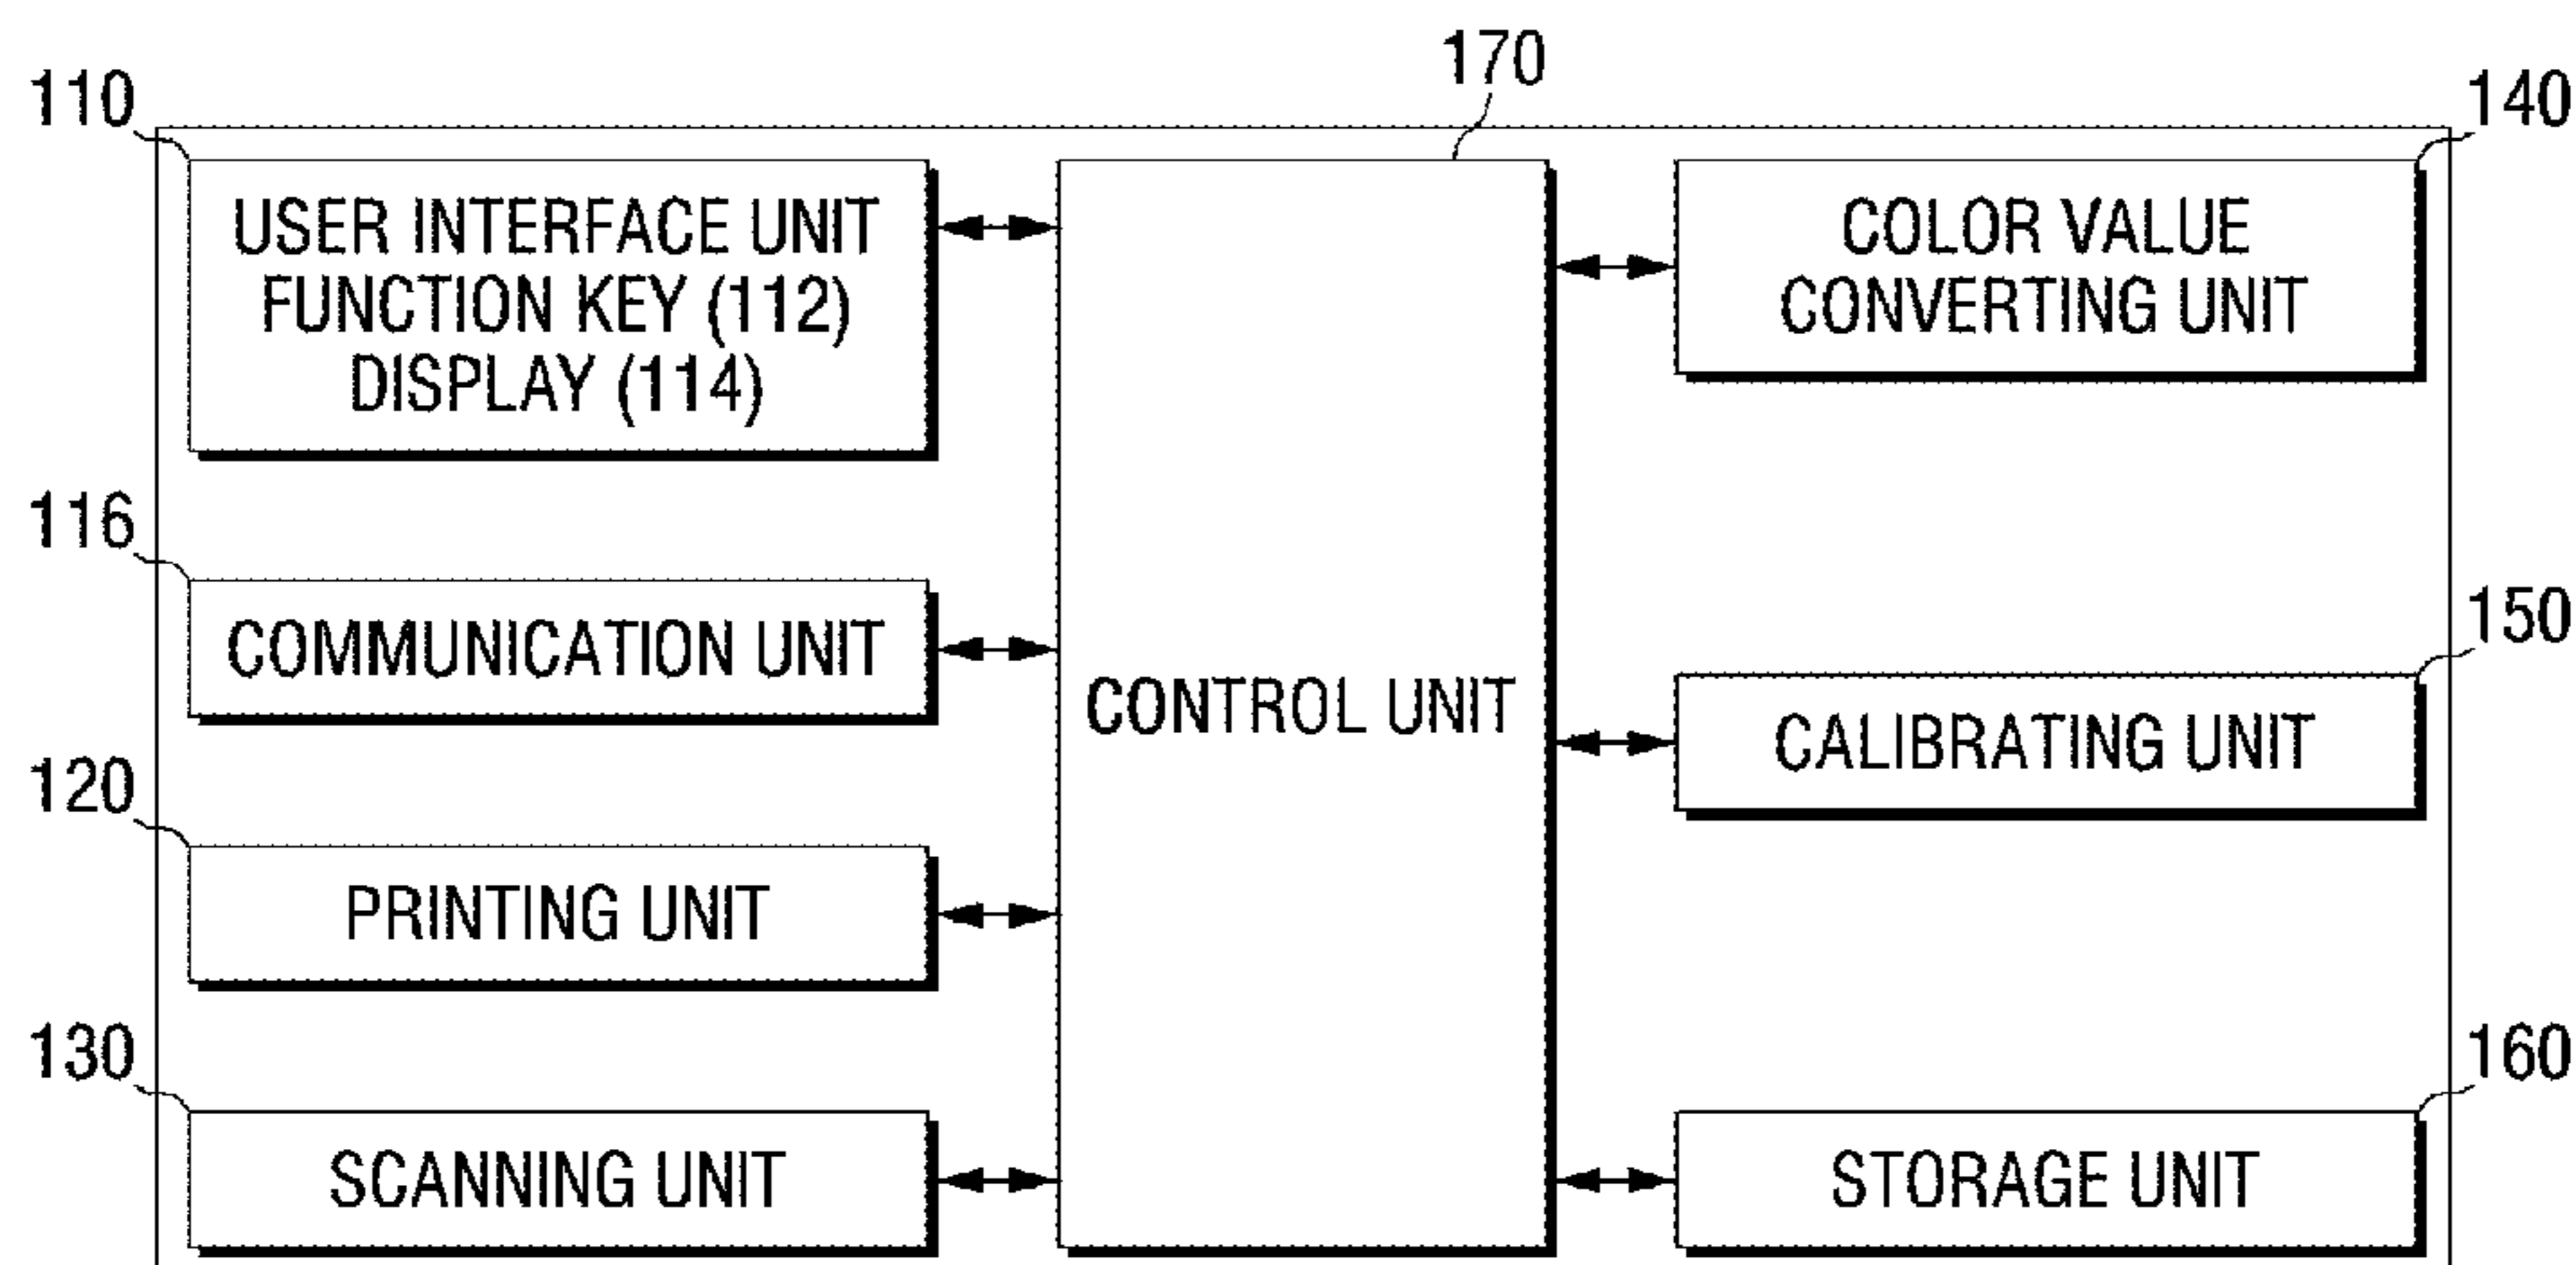 170
110
140
USER INTERFACE UNIT
FUNCTION KEY (112)
DISPLAY (114)
COLOR VALUE
CONVERTING UNIT
116
COMMUNICATION UNIT
CONTROL UNIT
150
CALIBRATING UNIT
120
PRINTING UNIT
130
SCANNING UNIT
160
STORAGE UNIT